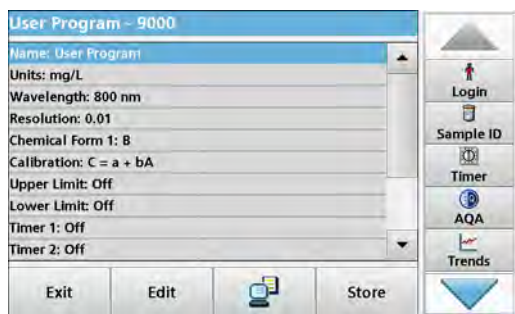 User Program - 9000
Name: User Program
Units: mg/L
Wavelength: 800 nm
Resolution: 0.01
Chemical Form 1: B
Calibration: C = a + bA
Upper Limit: Off
Lower Limit: Off
Timer 1: Off
Timer 2: Off
Exit
Edit
Store
Login
Sample ID
Timer
AQA
Trends